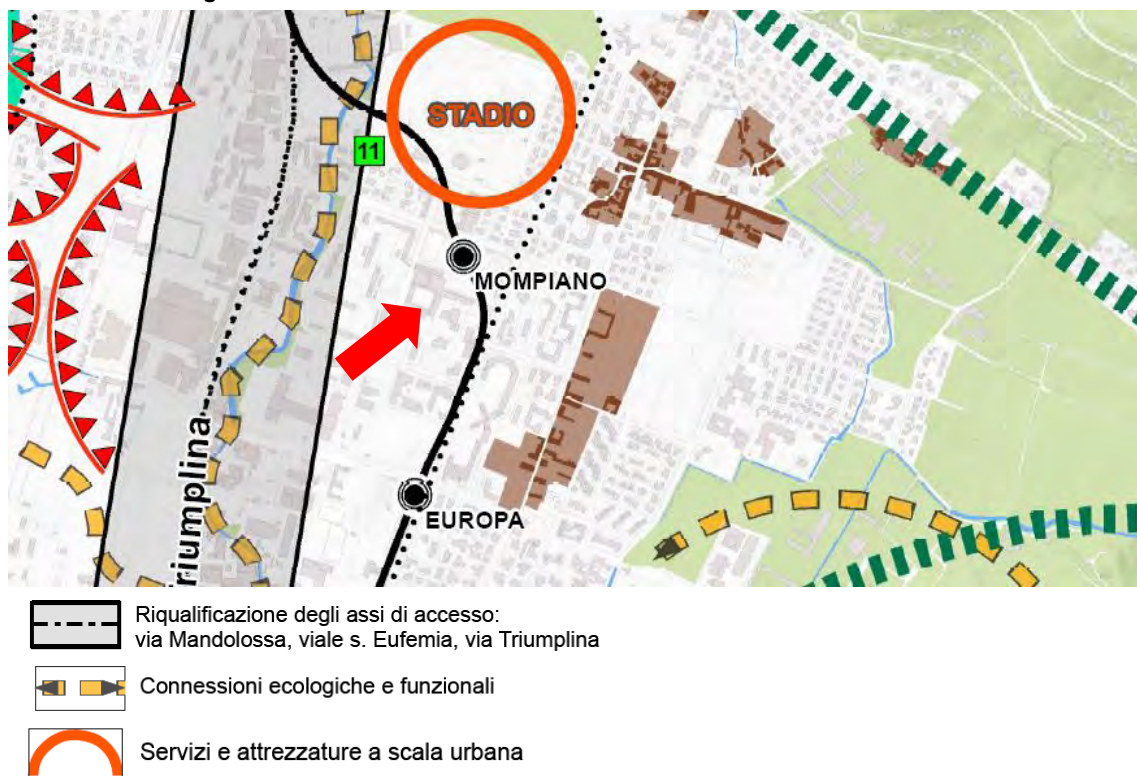 STADIO
11
MOMPIANO
EUROPA
riumplina
Riqualificazione degli assi di accesso:
via Mandolossa, viale s. Eufemia, via Triumplina
Connessioni ecologiche e funzionali
Servizi e attrezzature a scala urbana